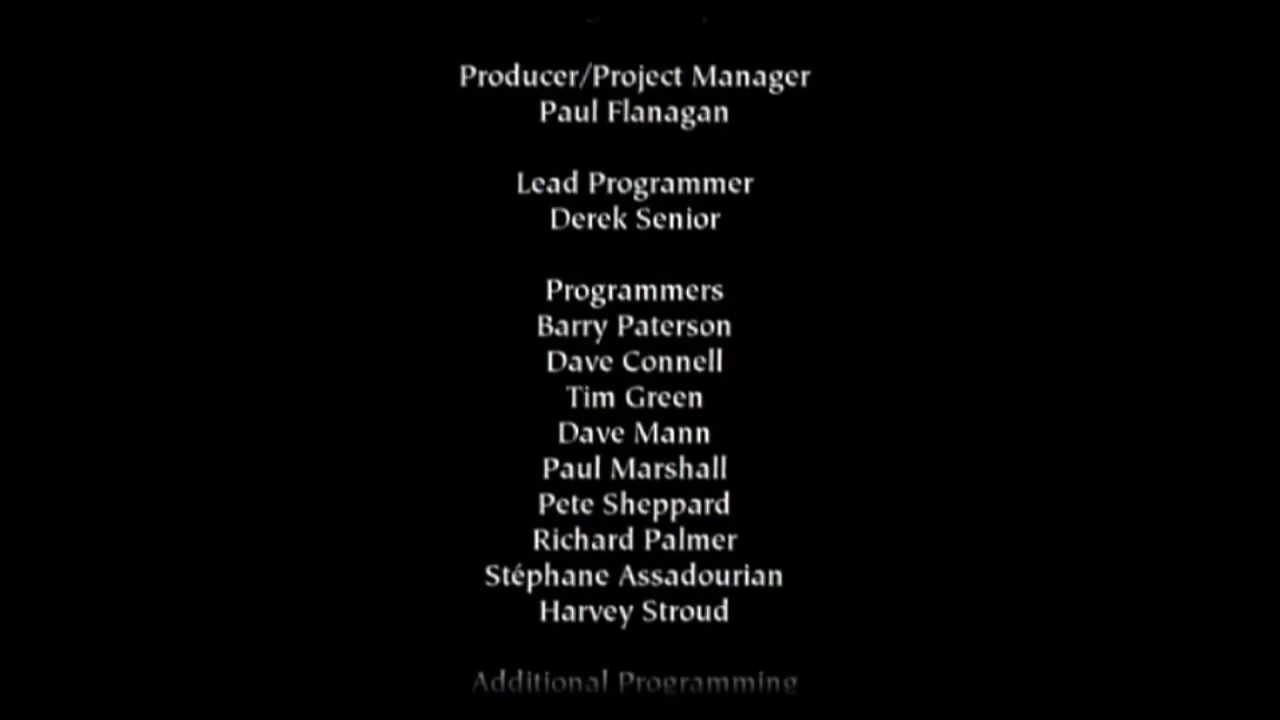 Producer/Project Manager
Paul Flanagan
Lead Programmer
Derek Senior
Programmers
Barry Paterson
Dave Connell
Tim Green
Dave Mann
Paul Marshall
Pete Sheppard
Richard Palmer
Stéphane Assadourian
Harvey Stroud
Additional Programming